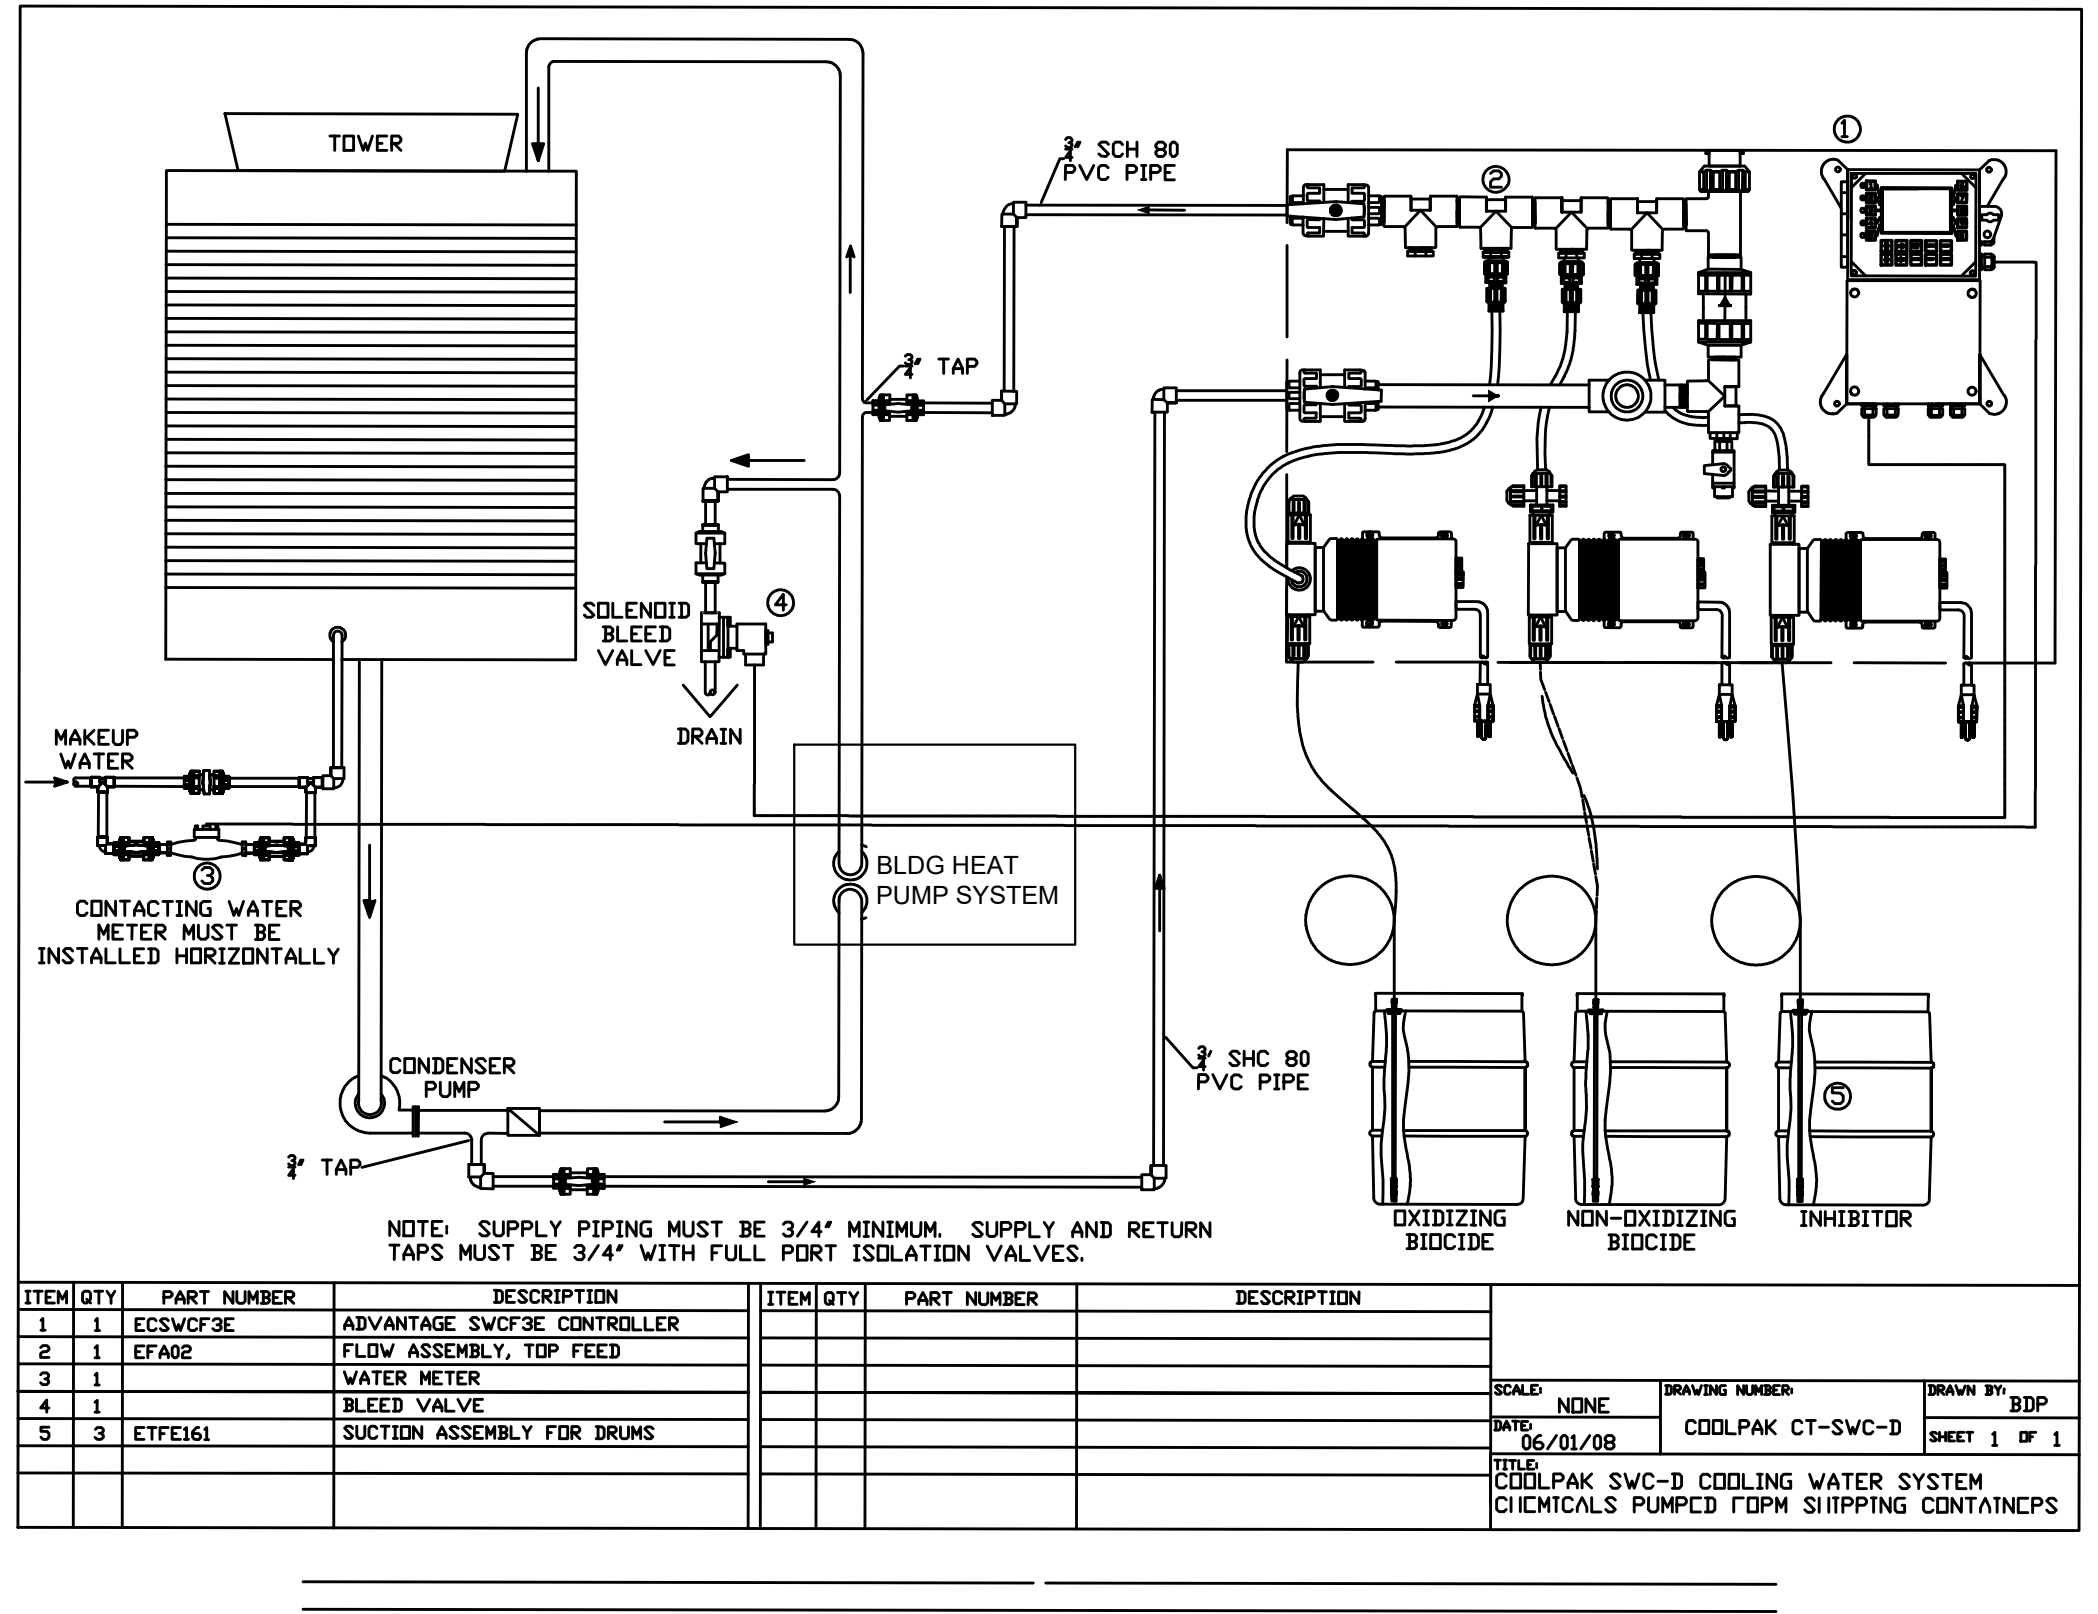 TOWER
①
3/4" SCH 80
PVC PIPE
②
3/4" TAP
SOLENOID
BLEED
VALVE
④
DRAIN
MAKEUP
WATER
③
CONTACTING WATER
METER MUST BE
INSTALLED HORIZONTALLY
BLDG HEAT
PUMP SYSTEM
CONDENSER
PUMP
3/4' SHC 80
PVC PIPE
⑤
3/4" TAP
OXIDIZING
BIOCIDE
NON-OXIDIZING
BIOCIDE
INHIBITOR
NOTE: SUPPLY PIPING MUST BE 3/4" MINIMUM. SUPPLY AND RETURN
TAPS MUST BE 3/4" WITH FULL PORT ISOLATION VALVES.
ITEM QTY PART NUMBER DESCRIPTION ITEM QTY PART NUMBER DESCRIPTION
1 1 ECSWCF3E ADVANTAGE SWCF3E CONTROLLER
2 1 EFA02 FLOW ASSEMBLY, TOP FEED
3 1 WATER METER
4 1 BLEED VALVE
5 3 ETFE161 SUCTION ASSEMBLY FOR DRUMS
SCALE: NONE
DATE: 06/01/08
DRAWING NUMBER:
COOLPAK CT-SWC-D
DRAWN BY: BDP
SHEET 1 OF 1
TITLE:
COOLPAK SWC-D COOLING WATER SYSTEM
CHEMICALS PUMPED FORM SHIPPING CONTAINERS